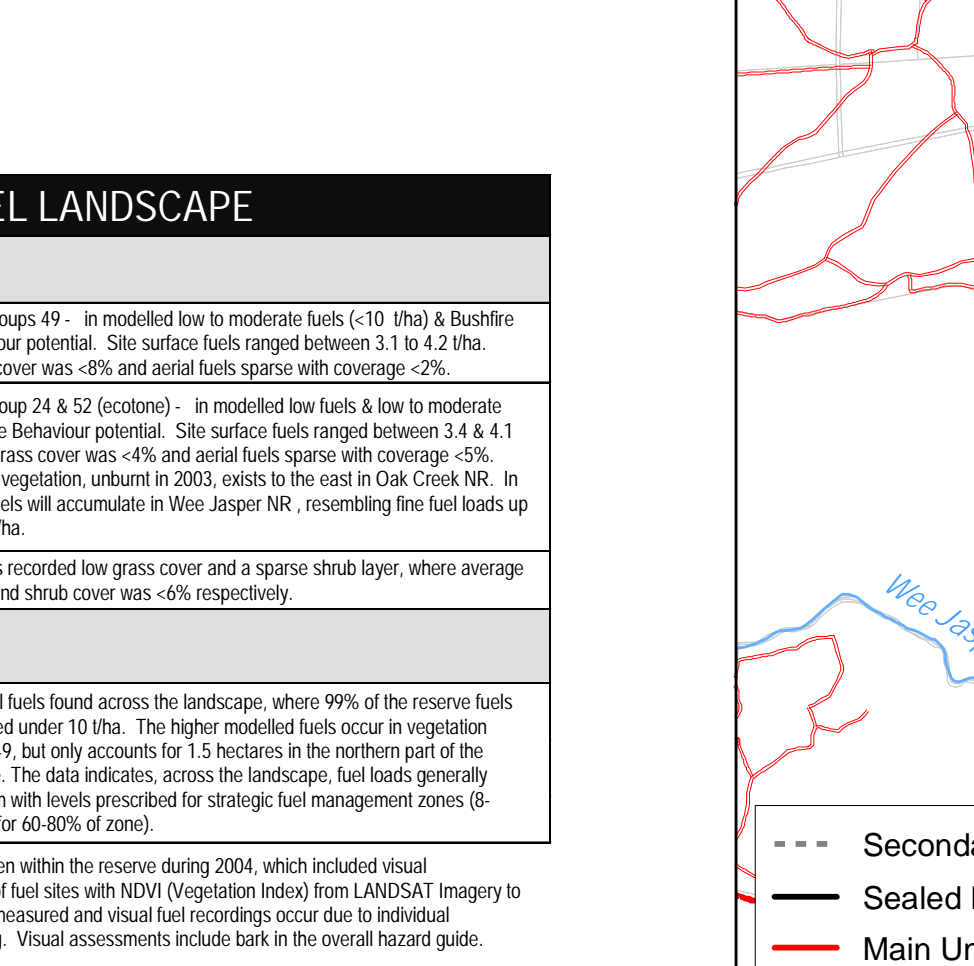 EL LANDSCAPE
oups 49 - in modelled low to moderate fuels (<10 t/ha) & Bushfire
our potential. Site surface fuels ranged between 3.1 to 4.2 t/ha.
cover was <8% and aerial fuels sparse with coverage <2%.
oup 24 & 52 (ecotone) - in modelled low fuels & low to moderate
e Behaviour potential. Site surface fuels ranged between 3.4 & 4.1
rass cover was <4% and aerial fuels sparse with coverage <5%.
vegetation, unburnt in 2003, exists to the east in Oak Creek NR. In
els will accumulate in Wee Jasper NR , resembling fine fuel loads up
/ha.
s recorded low grass cover and a sparse shrub layer, where average
nd shrub cover was <6% respectively.
l fuels found across the landscape, where 99% of the reserve fuels
ed under 10 t/ha. The higher modelled fuels occur in vegetation
49, but only accounts for 1.5 hectares in the northern part of the
e. The data indicates, across the landscape, fuel loads generally
n with levels prescribed for strategic fuel management zones (8-
for 60-80% of zone).
en within the reserve during 2004, which included visual
of fuel sites with NDVI (Vegetation Index) from LANDSAT Imagery to
measured and visual fuel recordings occur due to individual
g. Visual assessments include bark in the overall hazard guide.
Wee Jasp
Seconda
Sealed
Main Un